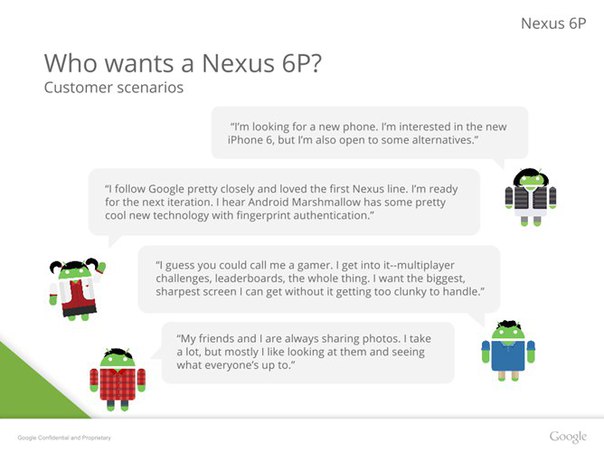 Nexus 6P
Who wants a Nexus 6P?
Customer scenarios
“I’m looking for a new phone. I’m interested in the new
iPhone 6, but I’m also open to some alternatives.”
“I follow Google pretty closely and loved the first Nexus line. I’m ready
for the next iteration. I hear Android Marshmallow has some pretty
cool new technology with fingerprint authentication.”
“I guess you could call me a gamer. I get into it--multiplayer
challenges, leaderboards, the whole thing. I want the biggest,
sharpest screen I can get without it getting too clunky to handle.”
“My friends and I are always sharing photos. I take
a lot, but mostly I like looking at them and seeing
what everyone’s up to.”
Google Confidential and Proprietary
Google